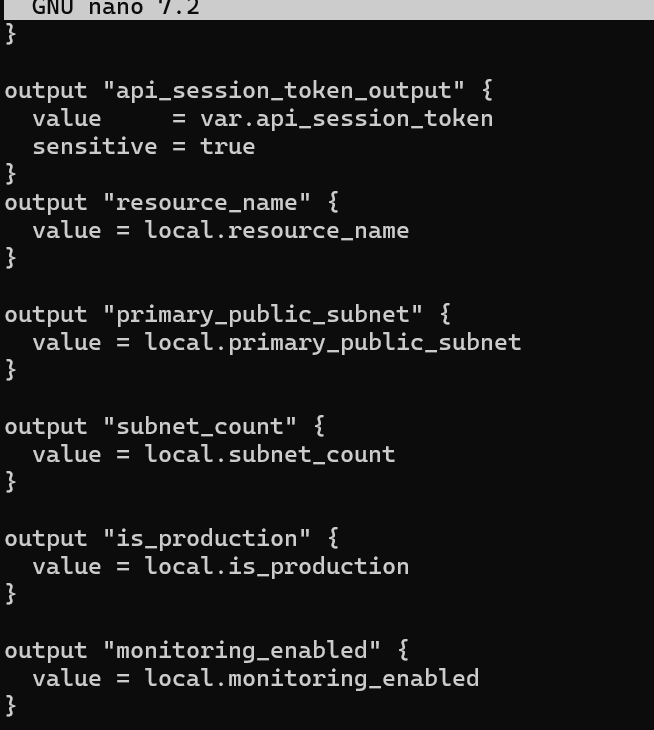 GNU nano 7.2
}
output "api_session_token_output" {
  value     = var.api_session_token
  sensitive = true
}
output "resource_name" {
  value = local.resource_name
}
output "primary_public_subnet" {
  value = local.primary_public_subnet
}
output "subnet_count" {
  value = local.subnet_count
}
output "is_production" {
  value = local.is_production
}
output "monitoring_enabled" {
  value = local.monitoring_enabled
}